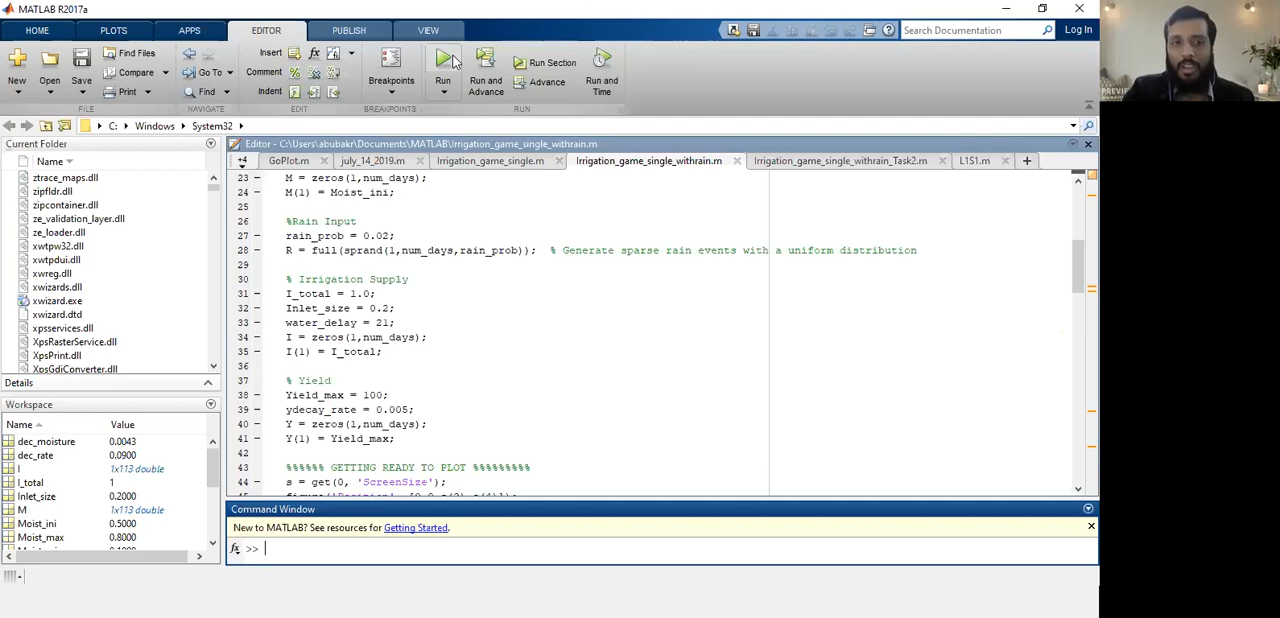 MATLAB R2017a
HOME PLOTS APPS EDITOR PUBLISH VIEW
Search Documentation Log In
New Open Save Find Files Compare Print
Go To Find
Insert Comment Indent
Breakpoints Run Run and Advance Run Section Advance Run and Time
FILE NAVIGATE EDIT BREAKPOINTS RUN
C: Windows System32
Current Folder
Name
ztrace_maps.dll
zipfldr.dll
zipcontainer.dll
ze_validation_layer.dll
ze_loader.dll
xwtpw32.dll
xwtpdui.dll
xwreg.dll
xwizards.dll
xwizard.exe
xwizard.dtd
xpsservices.dll
XpsRasterService.dll
XpsPrint.dll
XpsGdiConverter.dll
Details
Workspace
Name Value
dec_moisture 0.0043
dec_rate 0.0900
I 1x113 double
I_total 1
Inlet_size 0.2000
M 1x113 double
Moist_ini 0.5000
Moist_max 0.8000
Editor - C:\Users\abubakr\Documents\MATLAB\Irrigation_game_single_withrain.m
+4 GoPlot.m july_14_2019.m Irrigation_game_single.m Irrigation_game_single_withrain.m Irrigation_game_single_withrain_Task2.m L1S1.m
23 M = zeros(1,num_days);
24 M(1) = Moist_ini;
25
26 %Rain Input
27 rain_prob = 0.02;
28 R = full(sprand(1,num_days,rain_prob)); % Generate sparse rain events with a uniform distribution
29
30 % Irrigation Supply
31 I_total = 1.0;
32 Inlet_size = 0.2;
33 water_delay = 21;
34 I = zeros(1,num_days);
35 I(1) = I_total;
36
37 % Yield
38 Yield_max = 100;
39 ydecay_rate = 0.005;
40 Y = zeros(1,num_days);
41 Y(1) = Yield_max;
42
43 %%%%%% GETTING READY TO PLOT %%%%%%%%%
44 s = get(0, 'ScreenSize');
Command Window
New to MATLAB? See resources for Getting Started.
fx >>